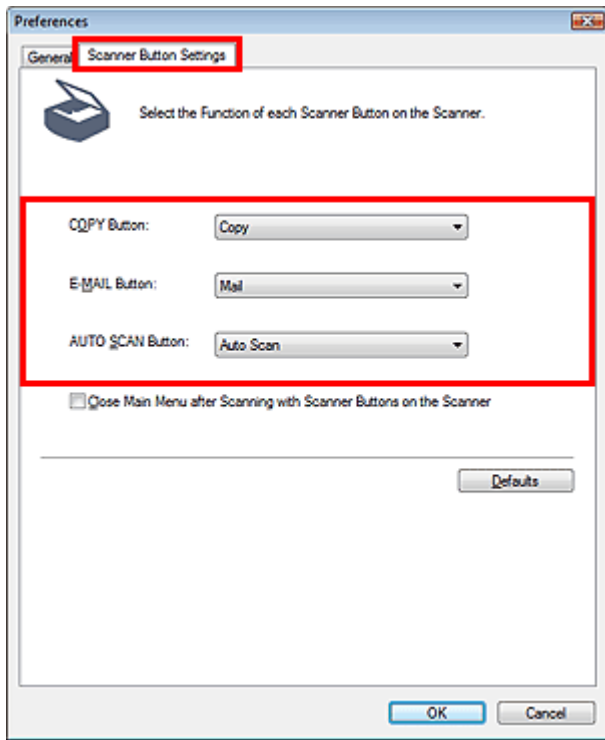 Preferences
General
Scanner Button Settings
Select the Function of each Scanner Button on the Scanner.
COPY Button:
Copy
E-MAIL Button:
Mail
AUTO SCAN Button:
Auto Scan
Close Main Menu after Scanning with Scanner Buttons on the Scanner
Defaults
OK
Cancel